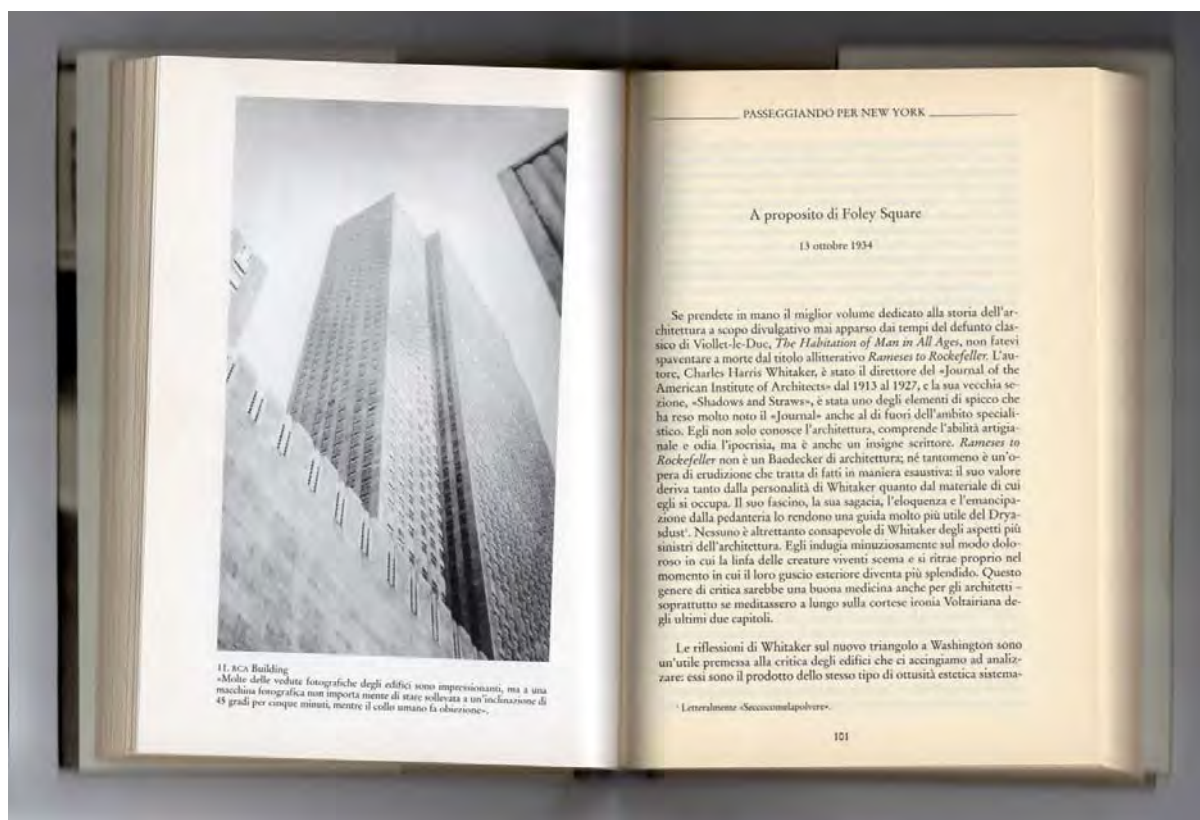 11. RCA Building
«Molte delle vedute fotografiche degli edifici sono impressionanti, ma a una
macchina fotografica non importa mente di stare sollevata a un'inclinazione di
45 gradi per cinque minuti, mentre il collo umano fa obiezione».
PASSEGGIANDO PER NEW YORK
A proposito di Foley Square
13 ottobre 1934
Se prendete in mano il miglior volume dedicato alla storia dell'ar-
chitettura a scopo divulgativo mai apparso dai tempi del defunto clas-
sico di Viollet-le-Duc, The Habitation of Man in All Ages, non fatevi
spaventare a morte dal titolo allitterativo Rameses to Rockefeller. L'au-
tore, Charles Harris Whitaker, è stato il direttore del «Journal of the
American Institute of Architects» dal 1913 al 1927, e la sua vecchia se-
zione, «Shadows and Straws», è stata uno degli elementi di spicco che
ha reso molto noto il «Journal» anche al di fuori dell'ambito speciali-
stico. Egli non solo conosce l'architettura, comprende l'abilità artigia-
nale e odia l'ipocrisia, ma è anche un insigne scrittore. Rameses to
Rockefeller non è un Baedecker di architettura; né tantomeno è un'o-
pera di erudizione che tratta di fatti in maniera esaustiva: il suo valore
deriva tanto dalla personalità di Whitaker quanto dal materiale di cui
egli si occupa. Il suo fascino, la sua sagacia, l'eloquenza e l'emancipa-
zione dalla pedanteria lo rendono una guida molto più utile del Drya-
sdust¹. Nessuno è altrettanto consapevole di Whitaker degli aspetti più
sinistri dell'architettura. Egli indugia minuziosamente sul modo dolo-
roso in cui la linfa delle creature viventi scema e si ritrae proprio nel
momento in cui il loro guscio esteriore diventa più splendido. Questo
genere di critica sarebbe una buona medicina anche per gli architetti –
soprattutto se meditassero a lungo sulla cortese ironia Voltairiana de-
gli ultimi due capitoli.
Le riflessioni di Whitaker sul nuovo triangolo a Washington sono
un'utile premessa alla critica degli edifici che ci accingiamo ad analiz-
zare: essi sono il prodotto dello stesso tipo di ottusità estetica sistema-
¹ Letteralmente «Seccocomelapolvere».
101